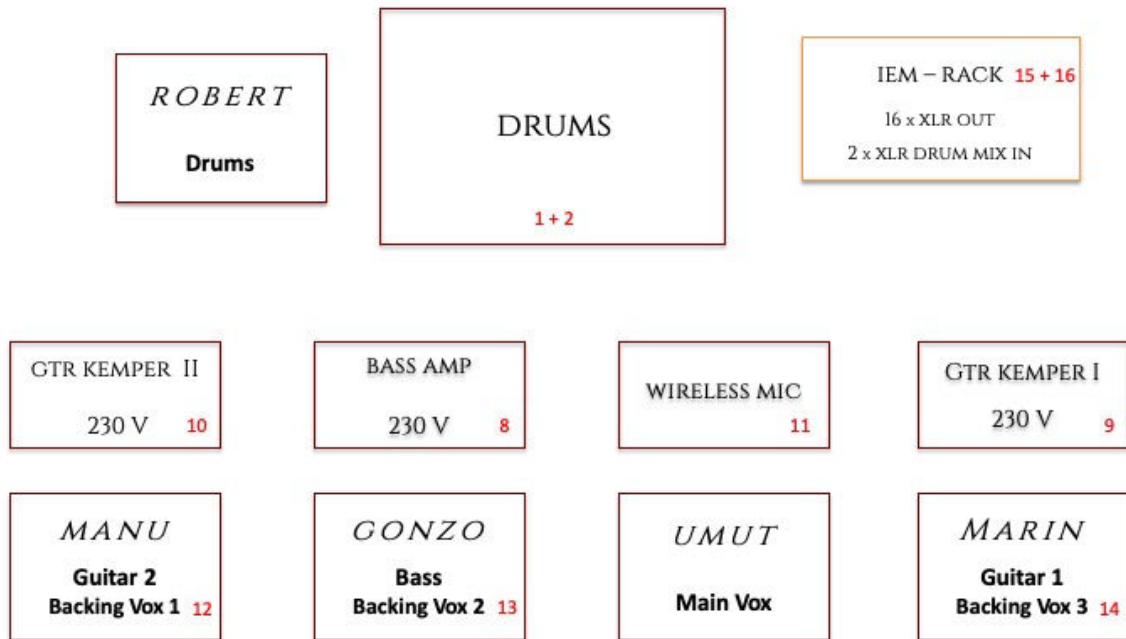 ROBERT
Drums
DRUMS
1 + 2
IEM – RACK 15 + 16
16 x XLR OUT
2 x XLR DRUM MIX IN
GTR KEMPER II
230 V 10
BASS AMP
230 V 8
WIRELESS MIC
11
GTR KEMPER I
230 V 9
MANU
Guitar 2
Backing Vox 1 12
GONZO
Bass
Backing Vox 2 13
UMUT
Main Vox
MARIN
Guitar 1
Backing Vox 3 14